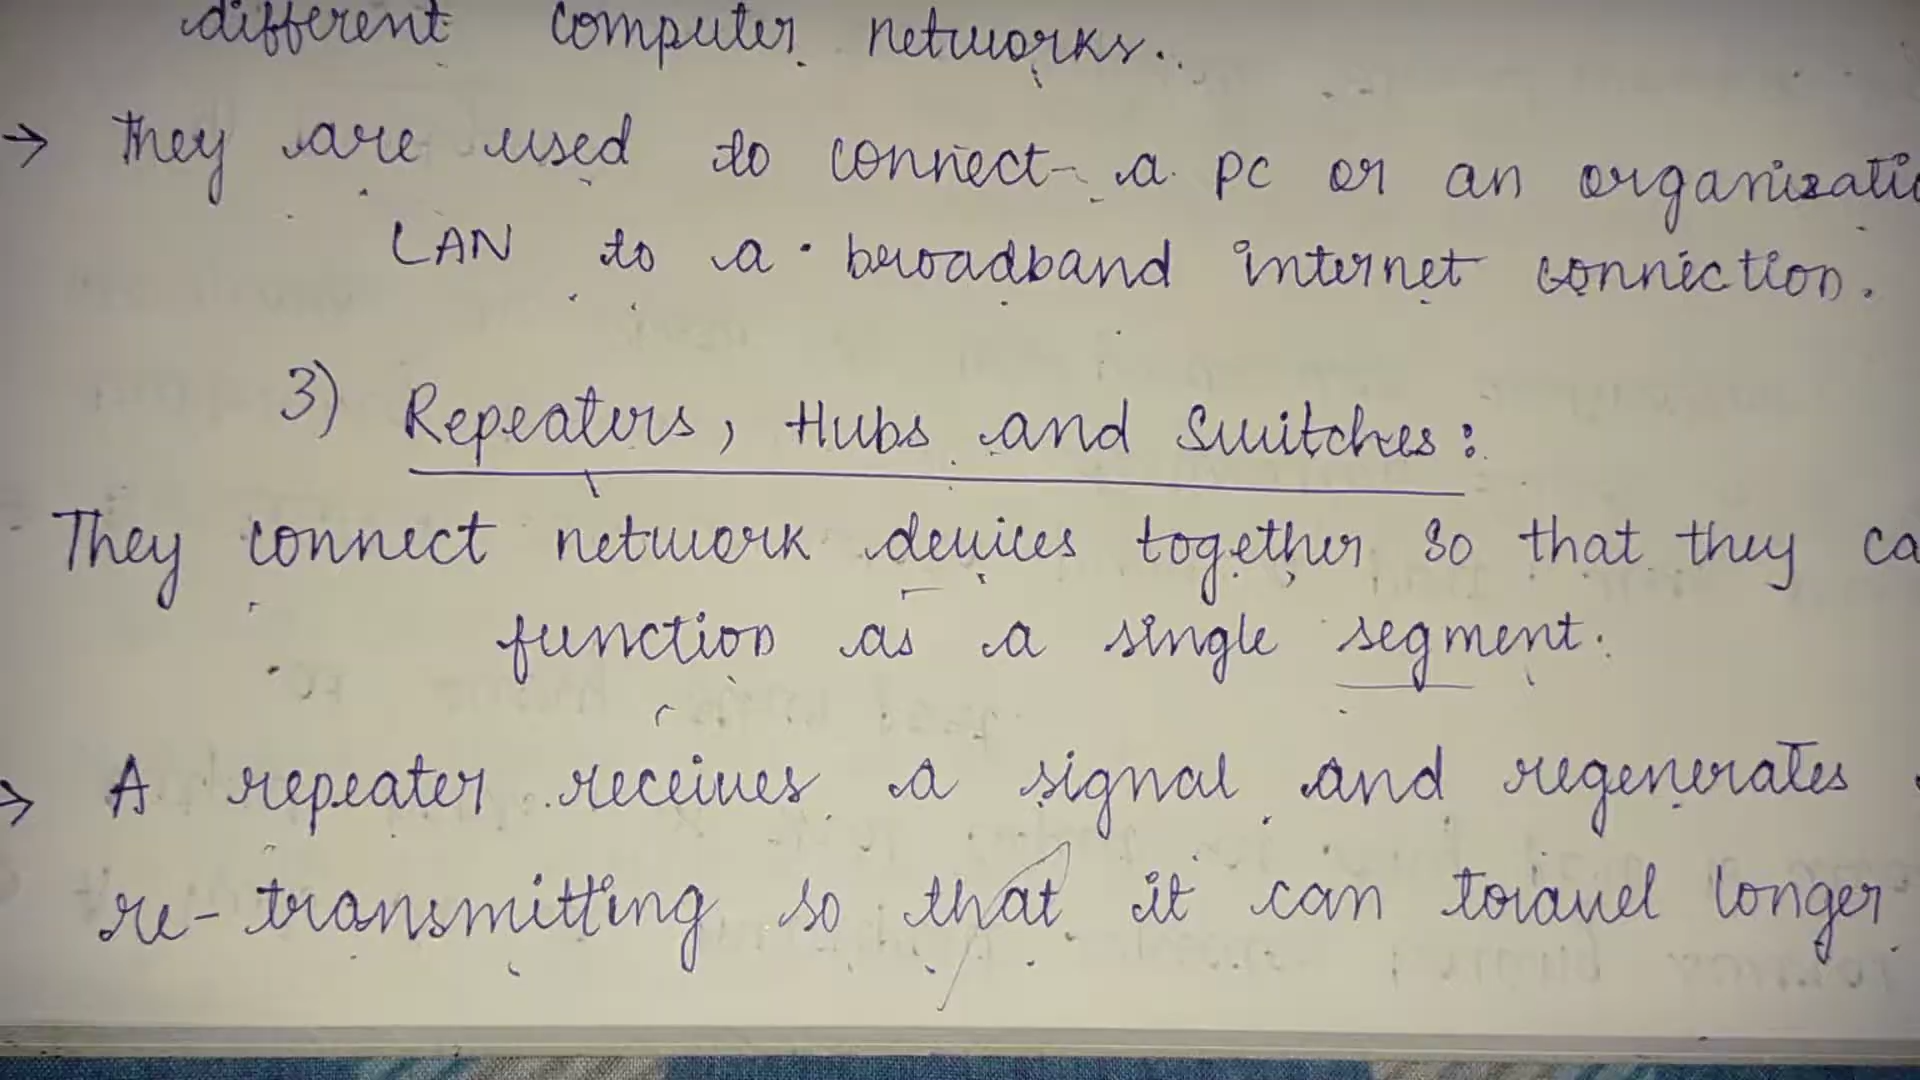 different computer networks.
→ They are used to connect a PC or an organizatio
LAN to a broadband internet connection.
3) Repeaters, Hubs and Switches:
They connect network devices together so that they ca
function as a single segment.
→ A repeater receives a signal and regenerates
re-transmitting so that it can travel longer